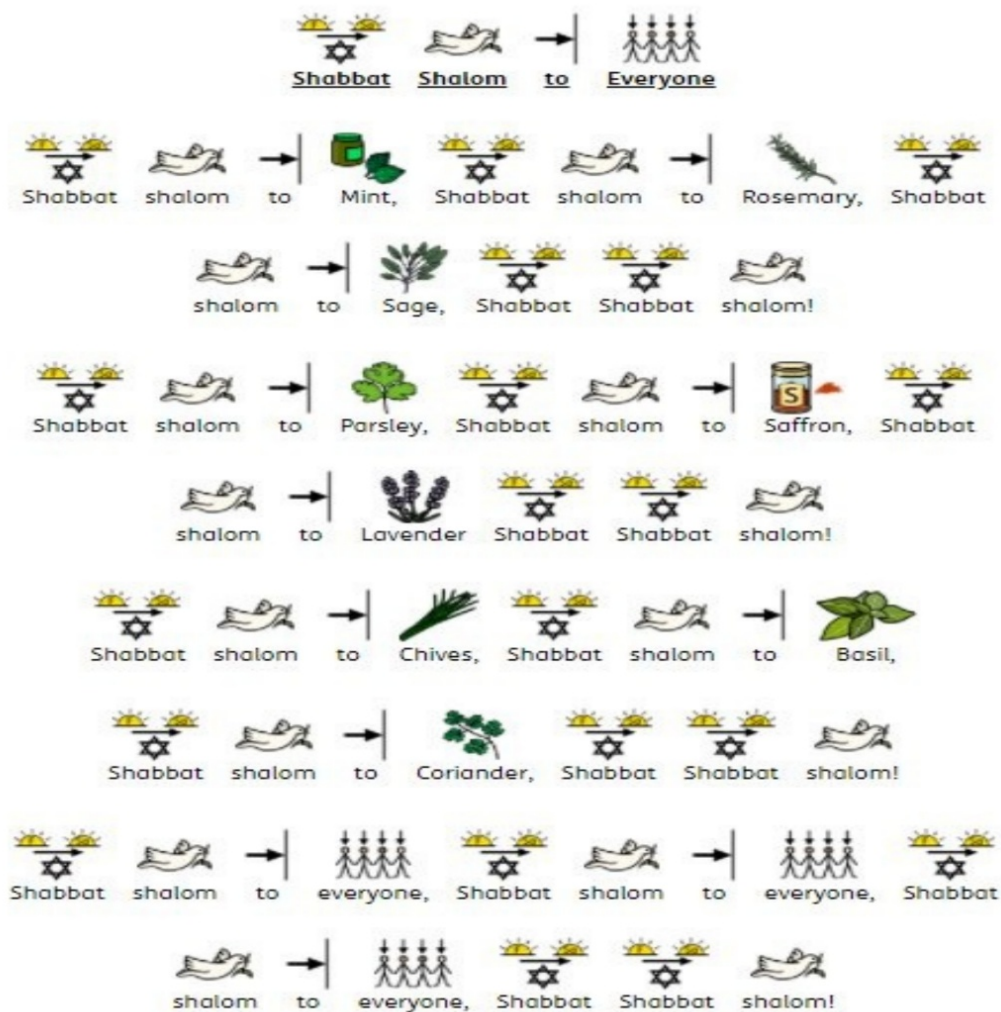 Shabbat Shalom to Everyone
Shabbat shalom to Mint, Shabbat shalom to Rosemary, Shabbat
shalom to Sage, Shabbat Shabbat shalom!
Shabbat shalom to Parsley, Shabbat shalom to Saffron, Shabbat
shalom to Lavender Shabbat Shabbat shalom!
Shabbat shalom to Chives, Shabbat shalom to Basil,
Shabbat shalom to Coriander, Shabbat Shabbat shalom!
Shabbat shalom to everyone, Shabbat shalom to everyone, Shabbat
shalom to everyone, Shabbat Shabbat shalom!